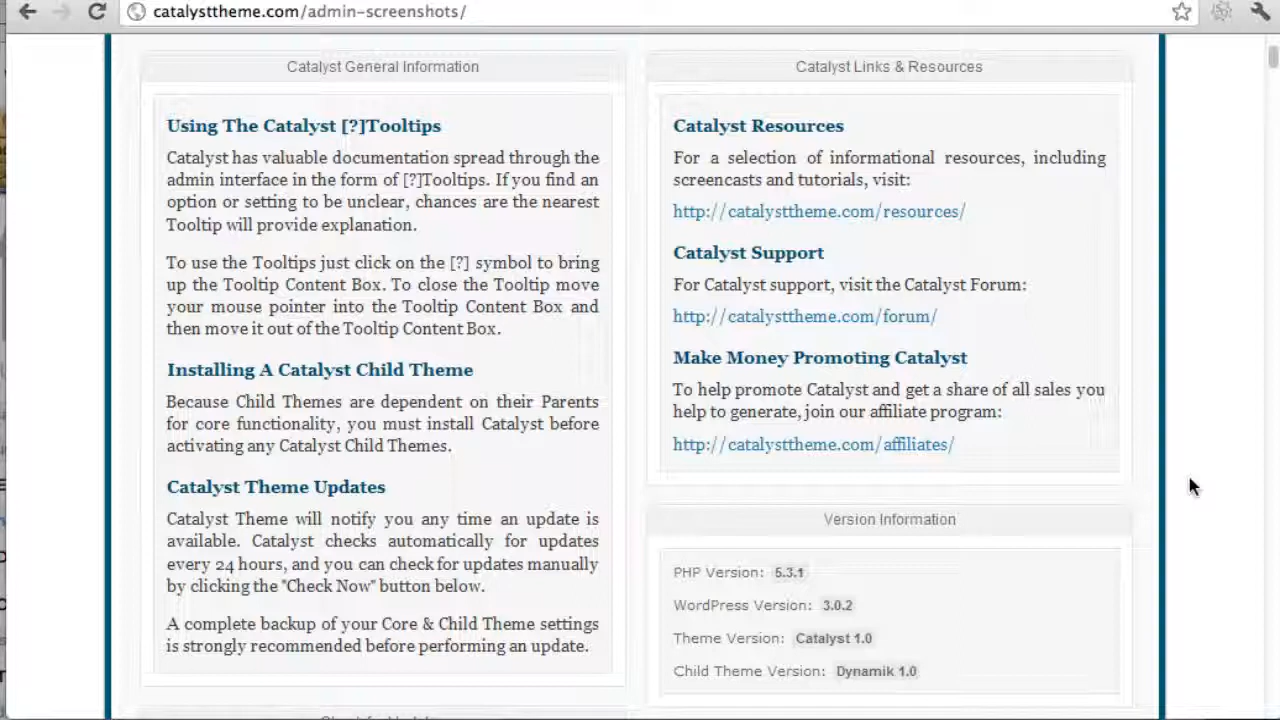 catalysttheme.com/admin-screenshots/
Catalyst General Information
Using The Catalyst [?]Tooltips
Catalyst has valuable documentation spread through the
admin interface in the form of [?]Tooltips. If you find an
option or setting to be unclear, chances are the nearest
Tooltip will provide explanation.
To use the Tooltips just click on the [?] symbol to bring
up the Tooltip Content Box. To close the Tooltip move
your mouse pointer into the Tooltip Content Box and
then move it out of the Tooltip Content Box.
Installing A Catalyst Child Theme
Because Child Themes are dependent on their Parents
for core functionality, you must install Catalyst before
activating any Catalyst Child Themes.
Catalyst Theme Updates
Catalyst Theme will notify you any time an update is
available. Catalyst checks automatically for updates
every 24 hours, and you can check for updates manually
by clicking the "Check Now" button below.
A complete backup of your Core & Child Theme settings
is strongly recommended before performing an update.
Catalyst Links & Resources
Catalyst Resources
For a selection of informational resources, including
screencasts and tutorials, visit:
http://catalysttheme.com/resources/
Catalyst Support
For Catalyst support, visit the Catalyst Forum:
http://catalysttheme.com/forum/
Make Money Promoting Catalyst
To help promote Catalyst and get a share of all sales you
help to generate, join our affiliate program:
http://catalysttheme.com/affiliates/
Version Information
PHP Version: 5.3.1
WordPress Version: 3.0.2
Theme Version: Catalyst 1.0
Child Theme Version: Dynamik 1.0